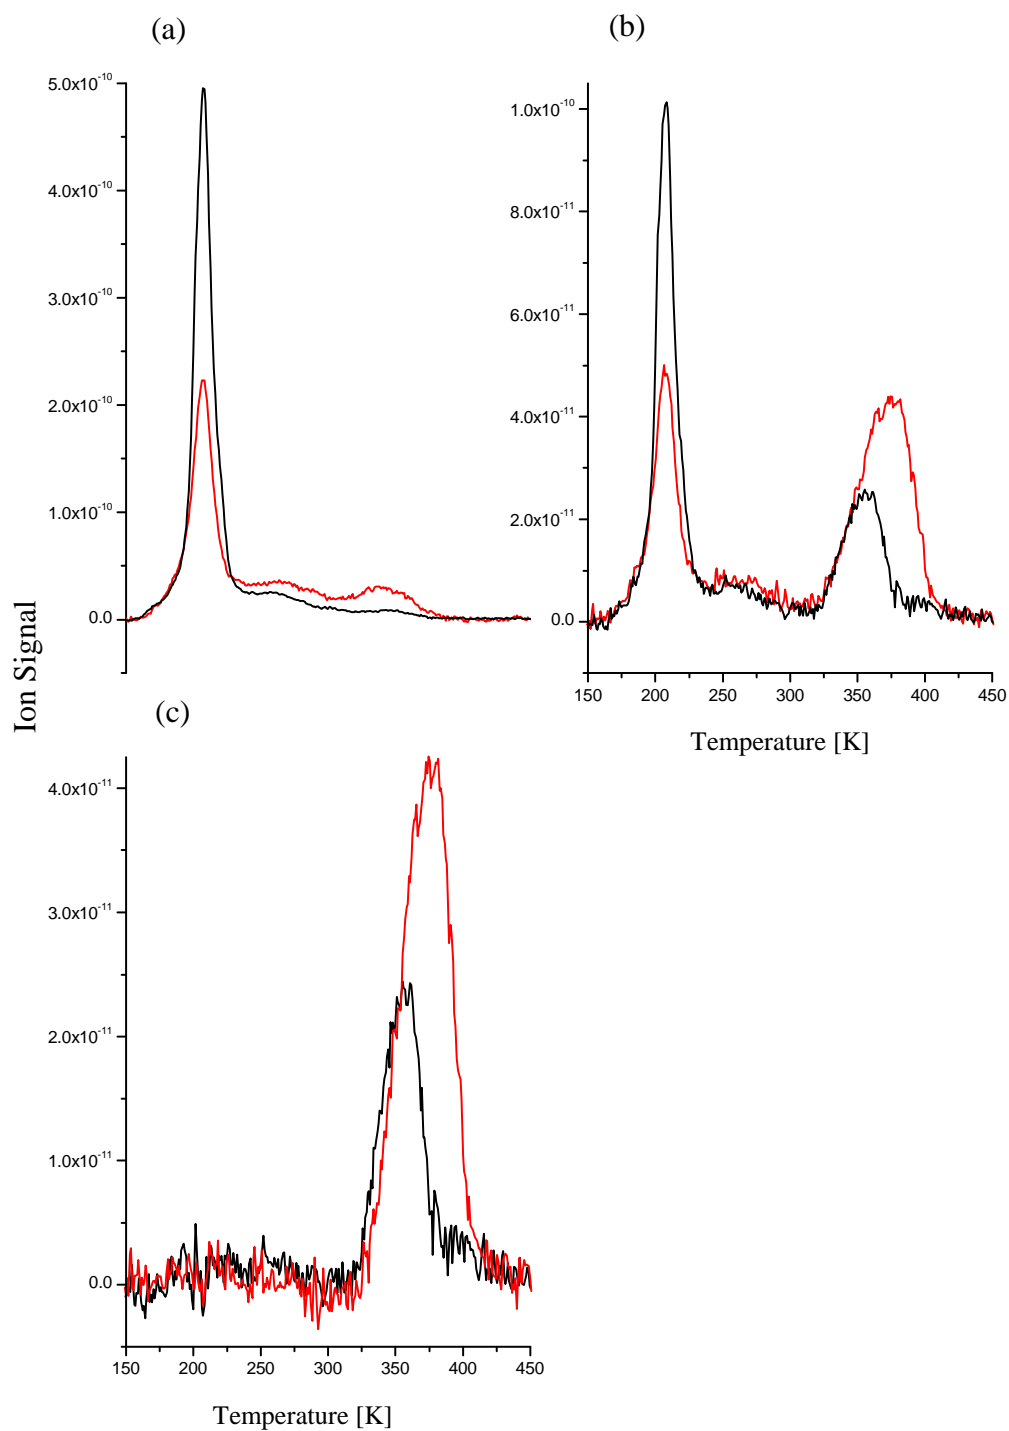 (a)
(b)
5.0x10⁻¹⁰
4.0x10⁻¹⁰
3.0x10⁻¹⁰
2.0x10⁻¹⁰
1.0x10⁻¹⁰
0.0
1.0x10⁻¹⁰
8.0x10⁻¹¹
6.0x10⁻¹¹
4.0x10⁻¹¹
2.0x10⁻¹¹
0.0
150 200 250 300 350 400 450
Temperature [K]
Ion Signal
(c)
4.0x10⁻¹¹
3.0x10⁻¹¹
2.0x10⁻¹¹
1.0x10⁻¹¹
0.0
150 200 250 300 350 400 450
Temperature [K]